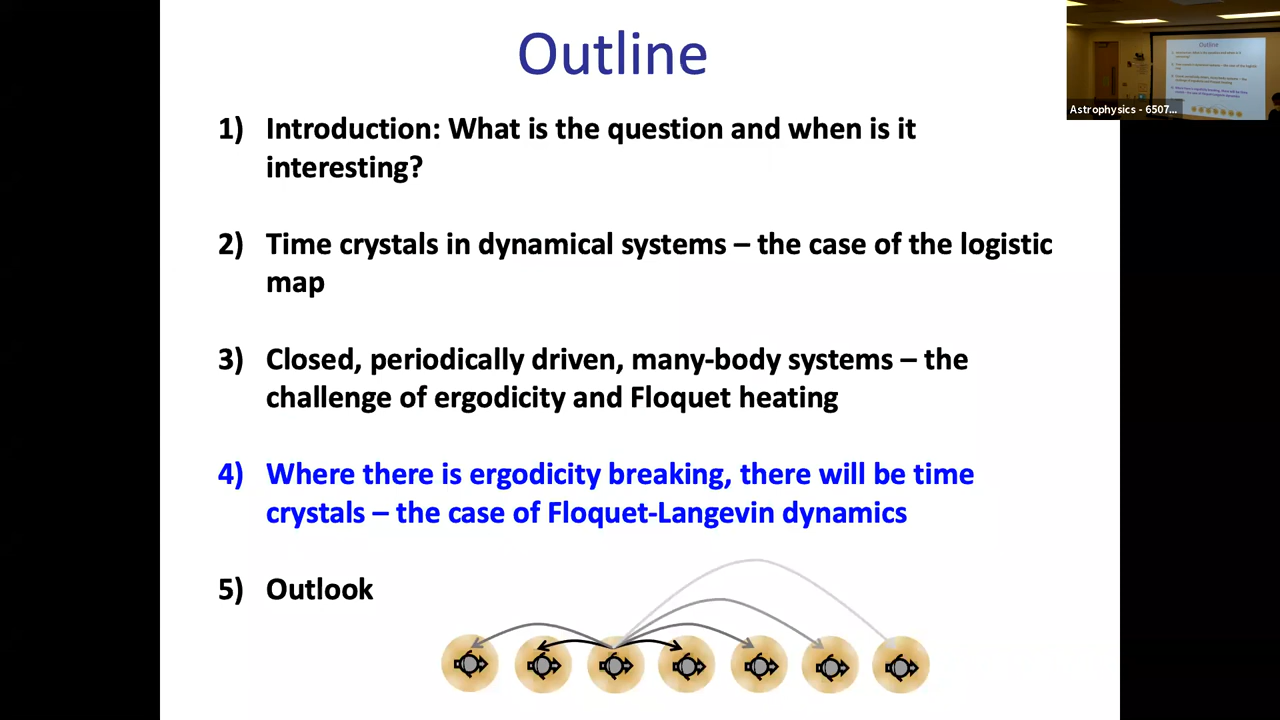 Outline
1) Introduction: What is the question and when is it
interesting?
2) Time crystals in dynamical systems – the case of the logistic
map
3) Closed, periodically driven, many-body systems – the
challenge of ergodicity and Floquet heating
4) Where there is ergodicity breaking, there will be time
crystals – the case of Floquet-Langevin dynamics
5) Outlook
Astrophysics - 6507...
Outline